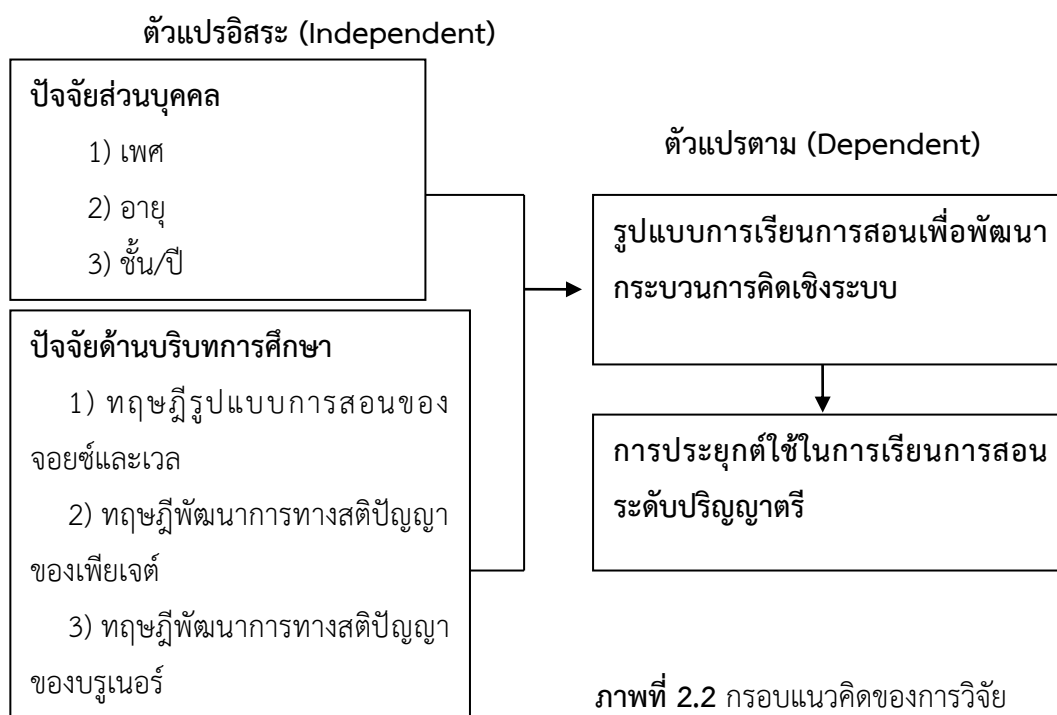 ตัวแปรอิสระ (Independent)
ปัจจัยส่วนบุคคล
1) เพศ
2) อายุ
3) ชั้น/ปี
ปัจจัยด้านบริบทการศึกษา
1) ทฤษฎีรูปแบบการสอนของ
จอยซ์และเวล
2) ทฤษฎีพัฒนาการทางสติปัญญา
ของเพียเจต์
3) ทฤษฎีพัฒนาการทางสติปัญญา
ของบรูเนอร์
ตัวแปรตาม (Dependent)
รูปแบบการเรียนการสอนเพื่อพัฒนา
กระบวนการคิดเชิงระบบ
การประยุกต์ใช้ในการเรียนการสอน
ระดับปริญญาตรี
ภาพที่ 2.2 กรอบแนวคิดของการวิจัย